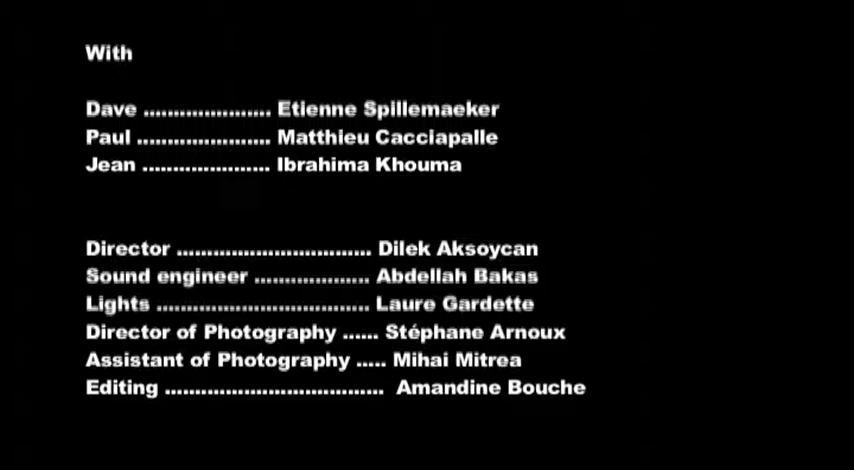 With
Dave ..................... Etienne Spillemaeker
Paul ...................... Matthieu Cacciapalle
Jean ..................... Ibrahima Khouma
Director ................................ Dilek Aksoycan
Sound engineer ................... Abdellah Bakas
Lights ................................... Laure Gardette
Director of Photography ...... Stéphane Arnoux
Assistant of Photography ..... Mihai Mitrea
Editing .................................... Amandine Bouche